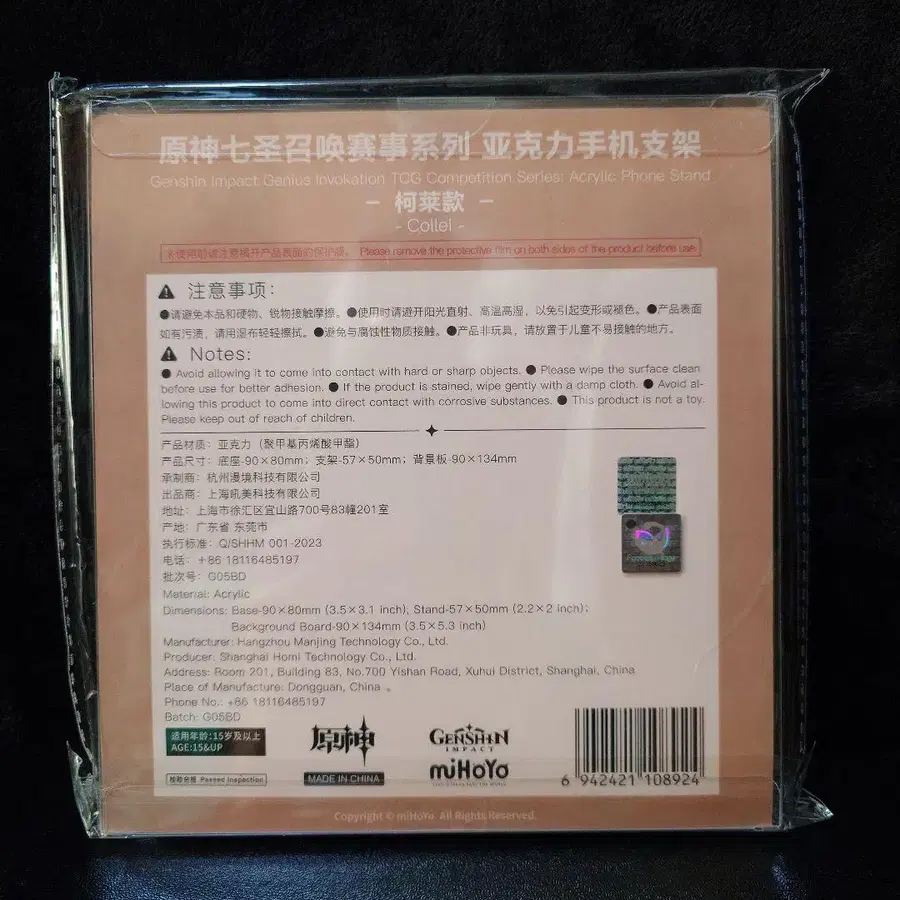 原神七圣召唤赛事系列 亚克力手机支架
Genshin Impact Genius Invokation TCG Competition Series: Acrylic Phone Stand
– 柯莱款 –
- Collei -
※使用前请注意撕开产品表面的保护膜。 Please remove the protective film on both sides of the product before use.
注意事项:
●请避免本品和硬物、锐物接触摩擦。●使用时请避开阳光直射、高温高湿，以免引起变形或褪色。●产品表面
如有污渍，请用湿布轻轻擦拭。●避免与腐蚀性物质接触。●产品非玩具，请放置于儿童不易接触的地方。
Notes:
● Avoid allowing it to come into contact with hard or sharp objects. ● Please wipe the surface clean
before use for better adhesion. ● If the product is stained, wipe gently with a damp cloth. ● Avoid al-
lowing this product to come into direct contact with corrosive substances. ● This product is not a toy.
Please keep out of reach of children.
产品材质：亚克力（聚甲基丙烯酸甲酯）
产品尺寸：底座-90×80mm；支架-57×50mm；背景板-90×134mm
承制商：杭州漫境科技有限公司
出品商：上海吼美科技有限公司
地址：上海市徐汇区宜山路700号83幢201室
产地：广东省 东莞市
执行标准：Q/SHHM 001-2023
电话：+86 18116485197
批次号：G05BD
Material: Acrylic
Dimensions: Base-90×80mm (3.5×3.1 inch); Stand-57×50mm (2.2×2 inch);
Background Board-90×134mm (3.5×5.3 inch)
Manufacturer: Hangzhou Manjing Technology Co., Ltd.
Producer: Shanghai Homi Technology Co., Ltd.
Address: Room 201, Building 83, No.700 Yishan Road, Xuhui District, Shanghai, China
Place of Manufacture: Dongguan, China 。
Phone No.: +86 18116485197
Batch: G05BD
适用年龄:15岁及以上
AGE:15&UP
检验合格 Passed Inspection
原神
MADE IN CHINA
GENSHIN
IMPACT
miHoYo
6 942421 108924
Copyright © miHoYo. All Rights Reserved.